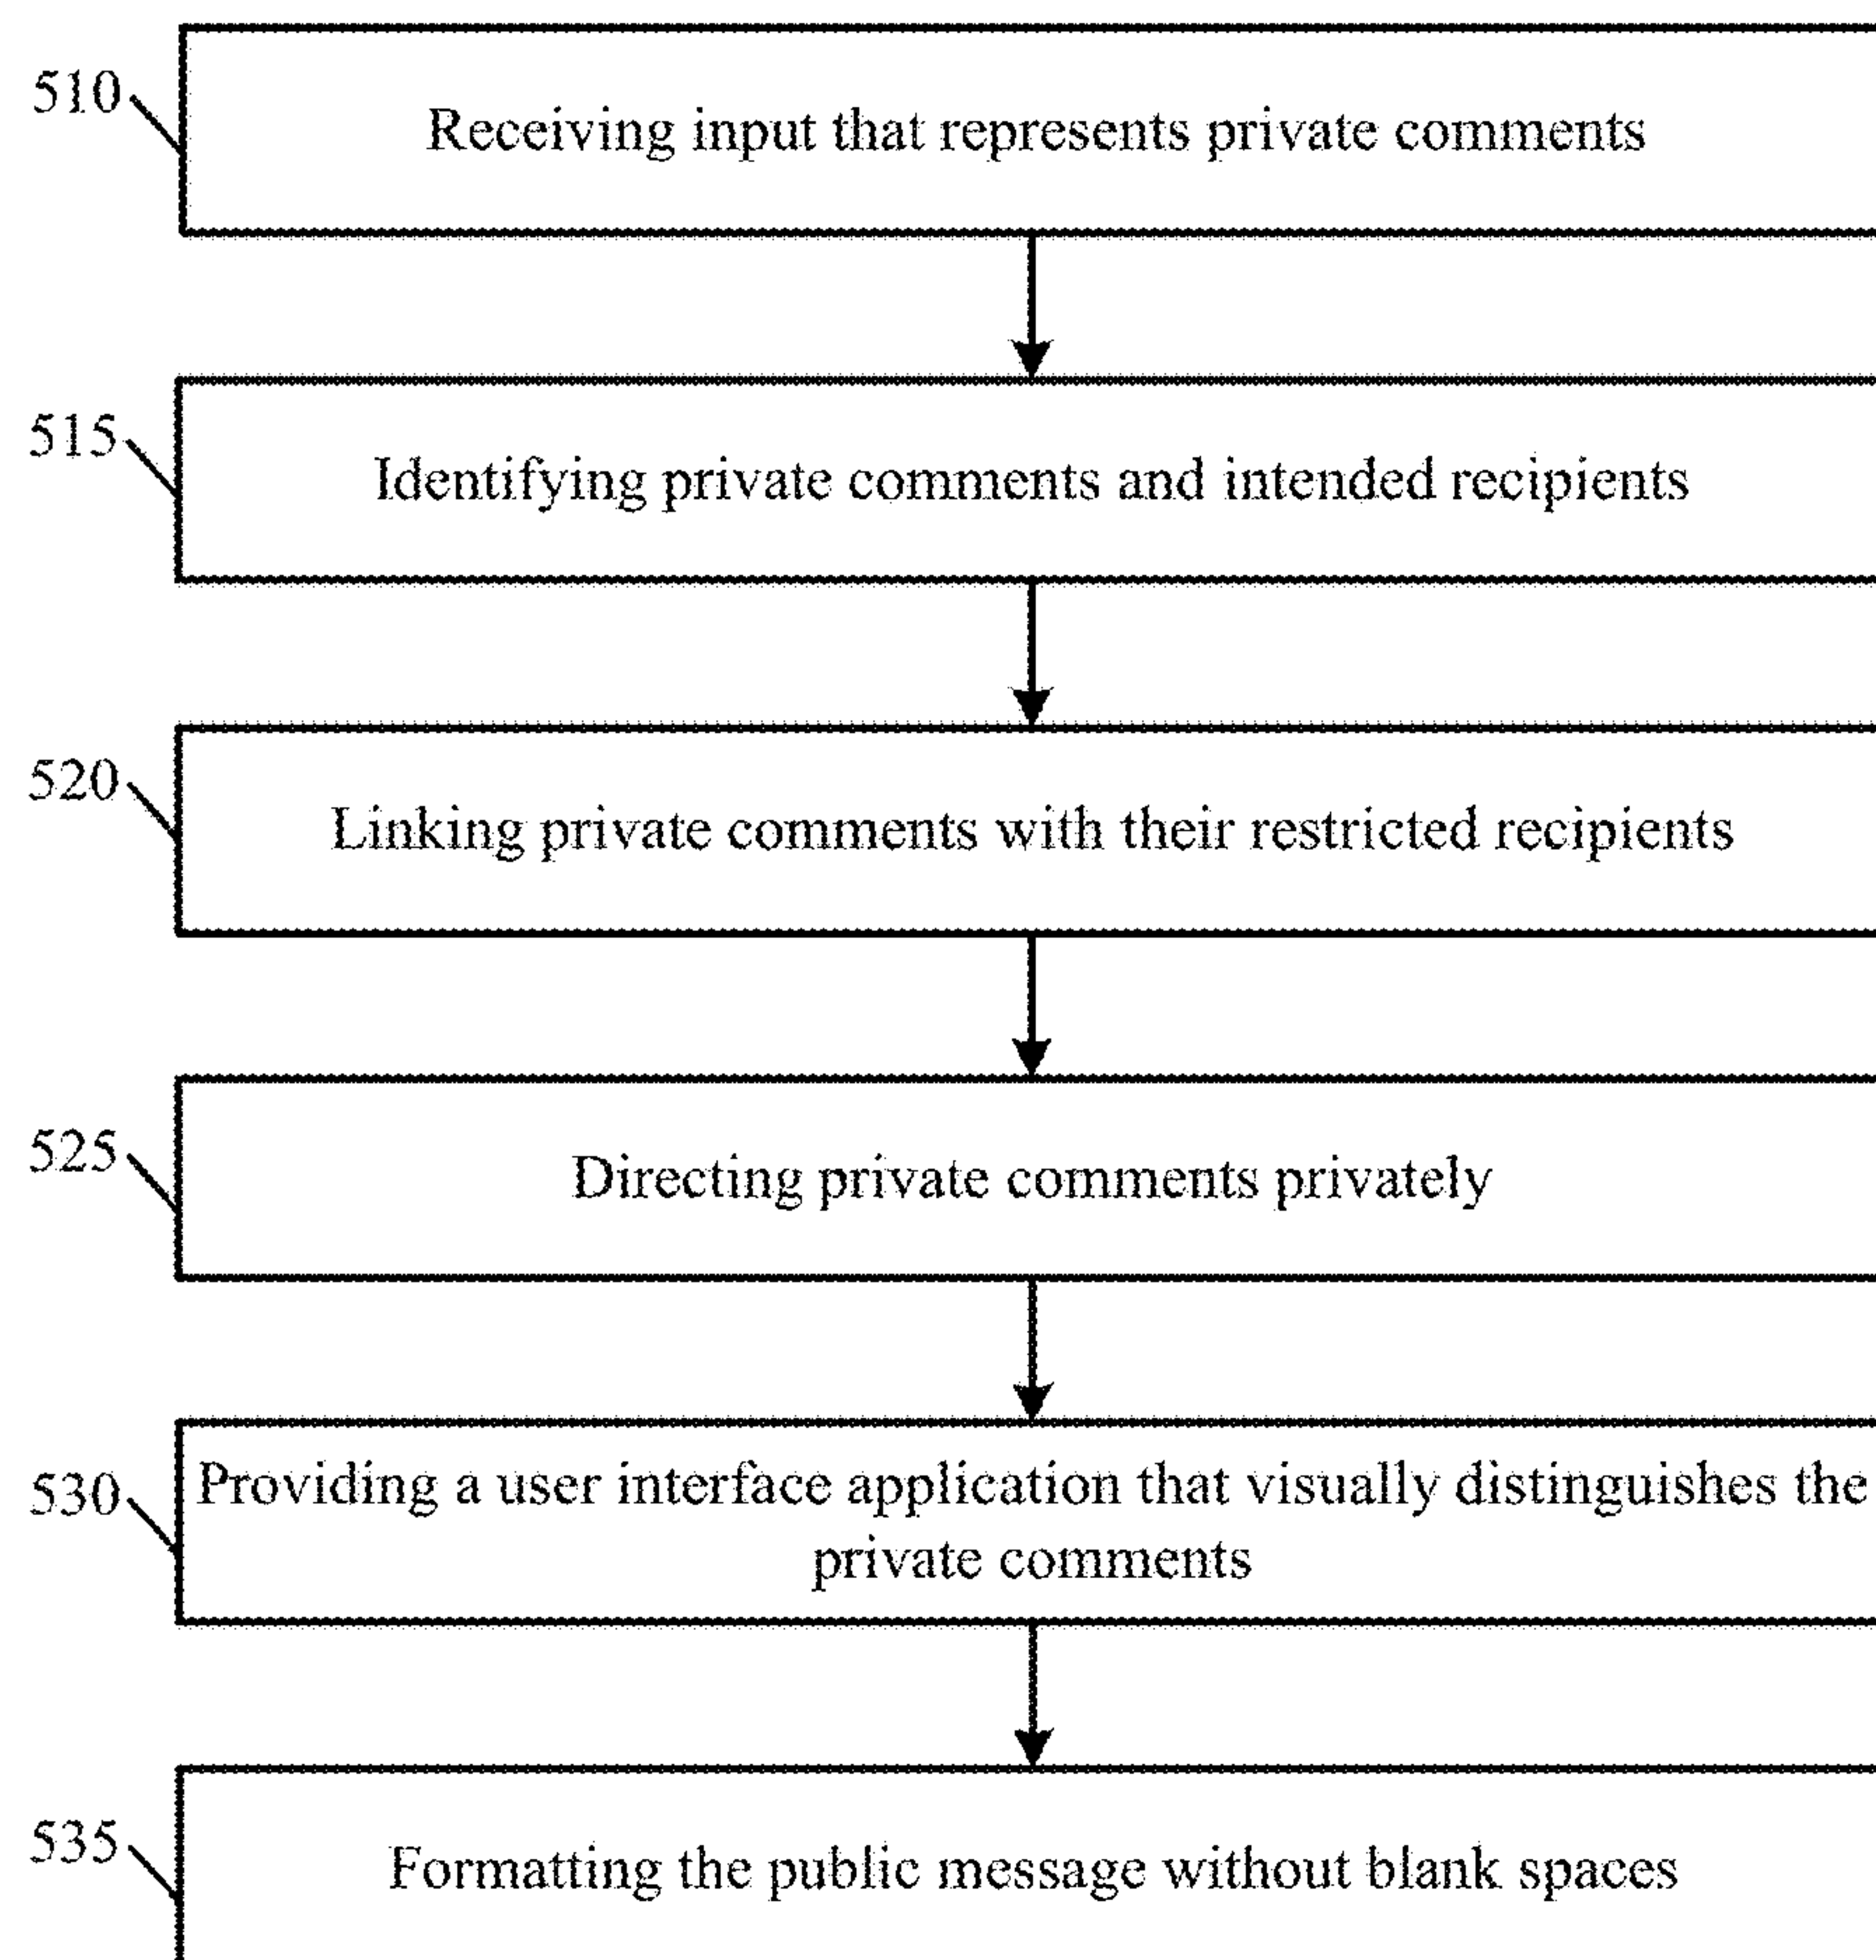 510
Receiving input that represents private comments
515
Identifying private comments and intended recipients
520
Linking private comments with their restricted recipients
525
Directing private comments privately
530
Providing a user interface application that visually distinguishes the
private comments
535
Formatting the public message without blank spaces